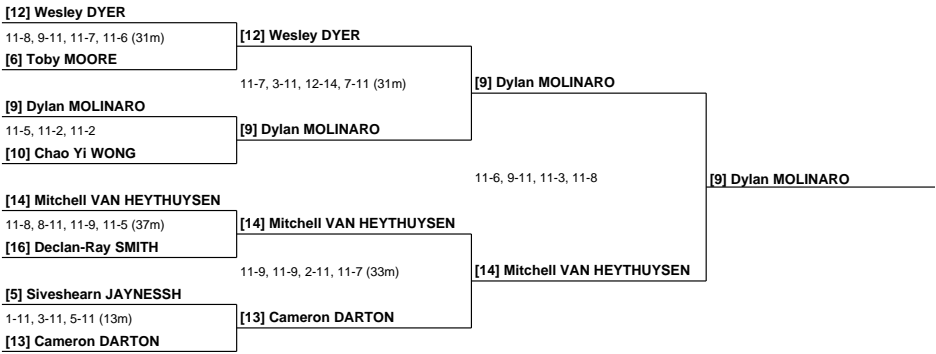 [12] Wesley DYER
11-8, 9-11, 11-7, 11-6 (31m)
[6] Toby MOORE
[9] Dylan MOLINARO
11-5, 11-2, 11-2
[10] Chao Yi WONG
[14] Mitchell VAN HEYTHUYSEN
11-8, 8-11, 11-9, 11-5 (37m)
[16] Declan-Ray SMITH
[5] Siveshearn JAYNESSH
1-11, 3-11, 5-11 (13m)
[13] Cameron DARTON
[12] Wesley DYER
11-7, 3-11, 12-14, 7-11 (31m)
[9] Dylan MOLINARO
[14] Mitchell VAN HEYTHUYSEN
11-9, 11-9, 2-11, 11-7 (33m)
[13] Cameron DARTON
[9] Dylan MOLINARO
11-6, 9-11, 11-3, 11-8
[14] Mitchell VAN HEYTHUYSEN
[9] Dylan MOLINARO